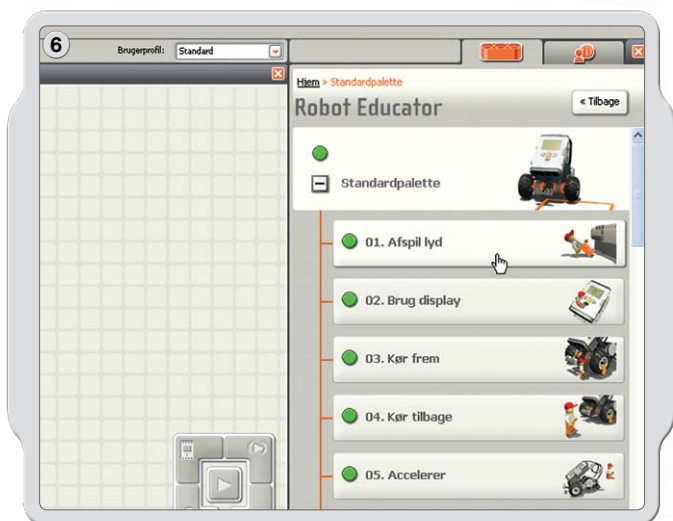 6
Brugerprofil: Standard
Hjem » Standardpalette
Robot Educator
« Tilbage
Standardpalette
01. Afspil lyd
02. Brug display
03. Kør frem
04. Kør tilbage
05. Accelerer